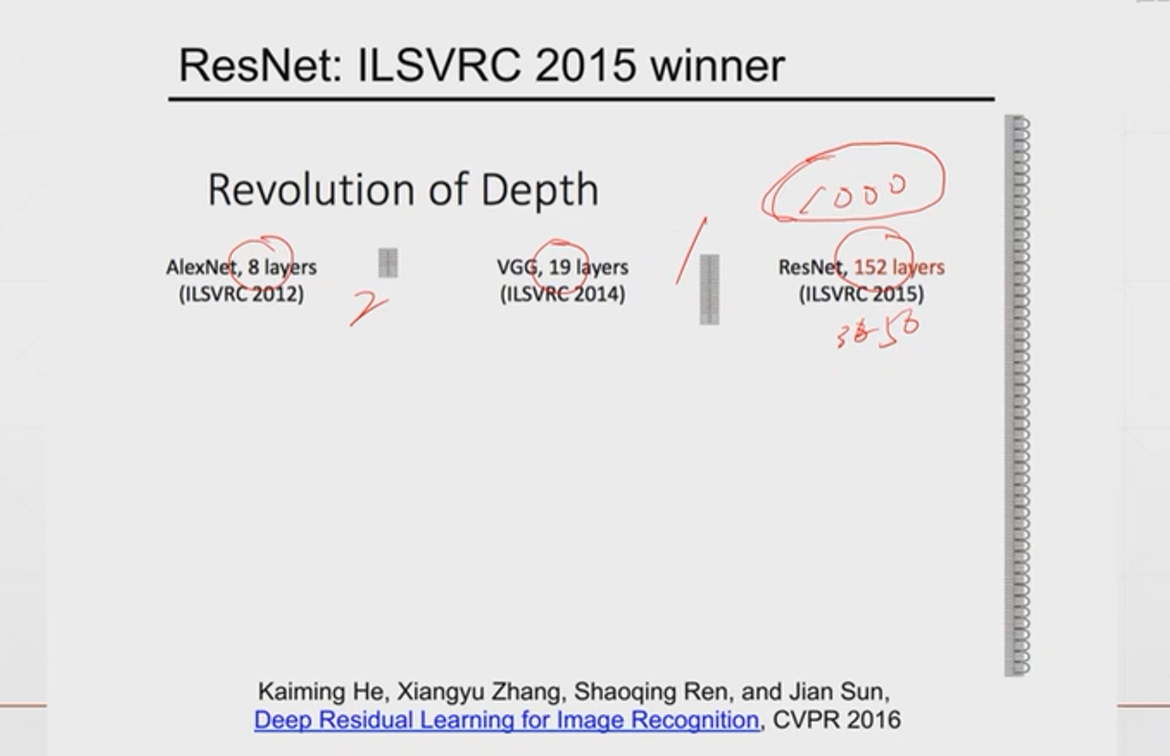 ResNet: ILSVRC 2015 winner
Revolution of Depth
1000
AlexNet, 8 layers
(ILSVRC 2012)
2
VGG, 19 layers
(ILSVRC 2014)
ResNet, 152 layers
(ILSVRC 2015)
50
Kaiming He, Xiangyu Zhang, Shaoqing Ren, and Jian Sun,
Deep Residual Learning for Image Recognition, CVPR 2016